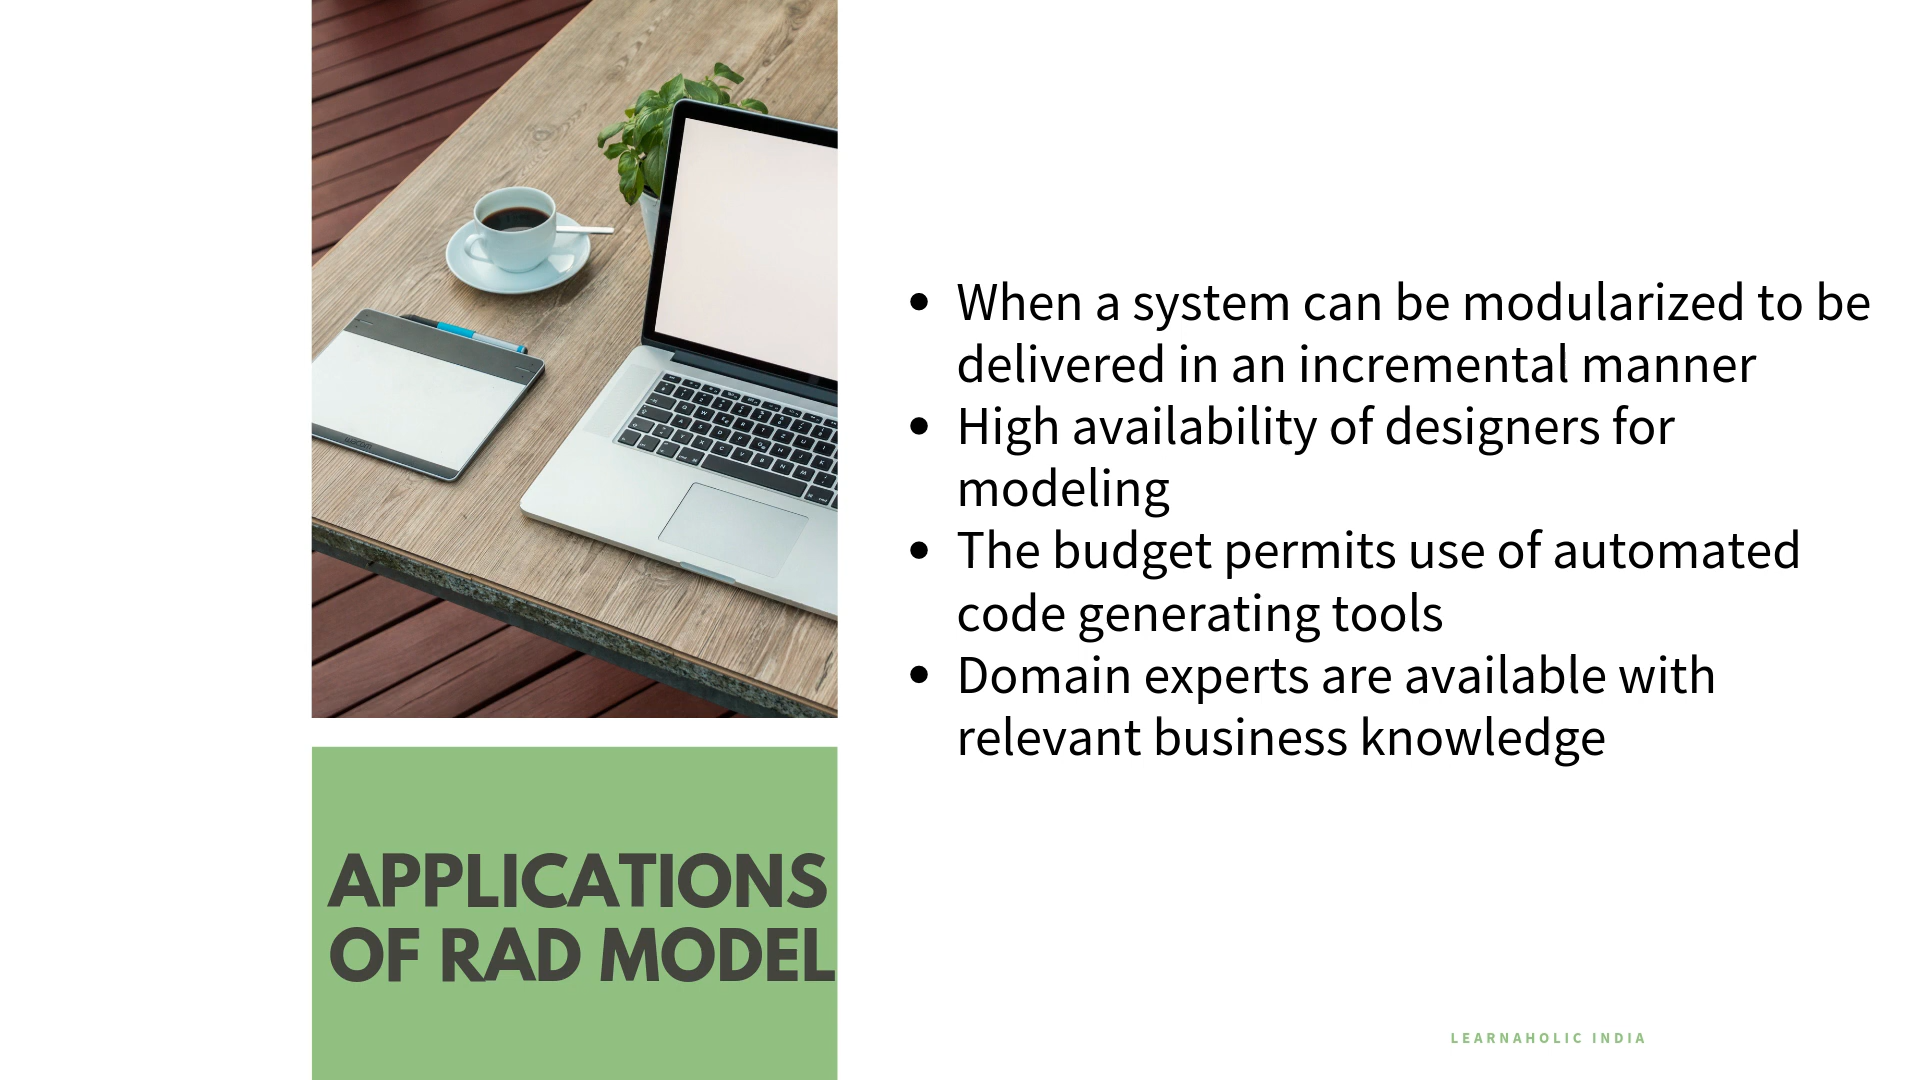 APPLICATIONS
OF RAD MODEL
• When a system can be modularized to be
delivered in an incremental manner
• High availability of designers for
modeling
• The budget permits use of automated
code generating tools
• Domain experts are available with
relevant business knowledge
LEARNAHOLIC INDIA